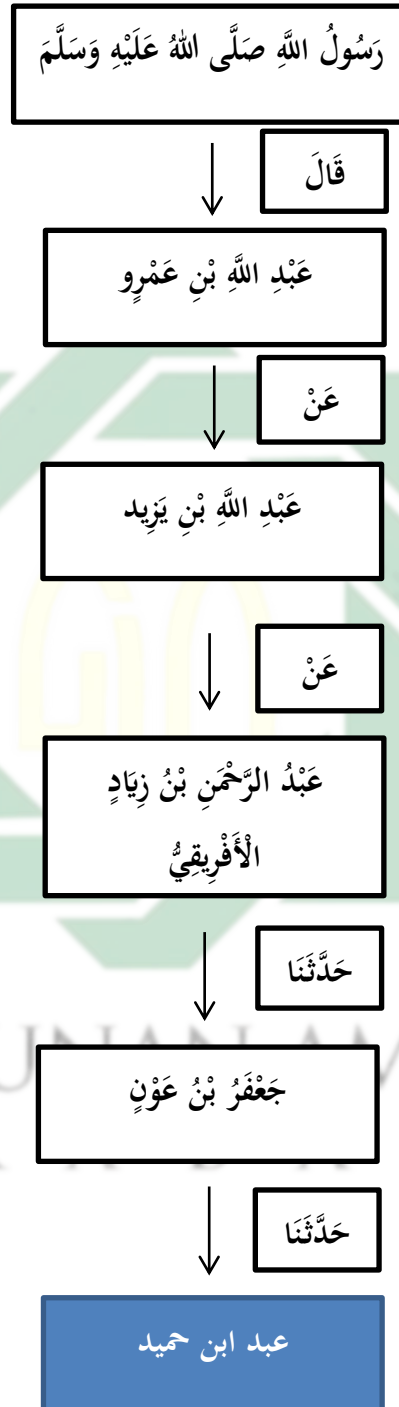 رَسُولُ اللَّهِ صَلَّى اللهُ عَلَيْهِ وَسَلَّمَ
قَالَ
عَبْدِ اللَّهِ بْنِ عَمْرٍو
عَنْ
عَبْدِ اللَّهِ بْنِ يَزِيد
عَنْ
عَبْدُ الرَّحْمَنِ بْنُ زِيَادٍ
الْأَفْرِيقِيُّ
حَدَّثَنَا
جَعْفَرُ بْنُ عَوْنٍ
حَدَّثَنَا
عبد ابن حميد